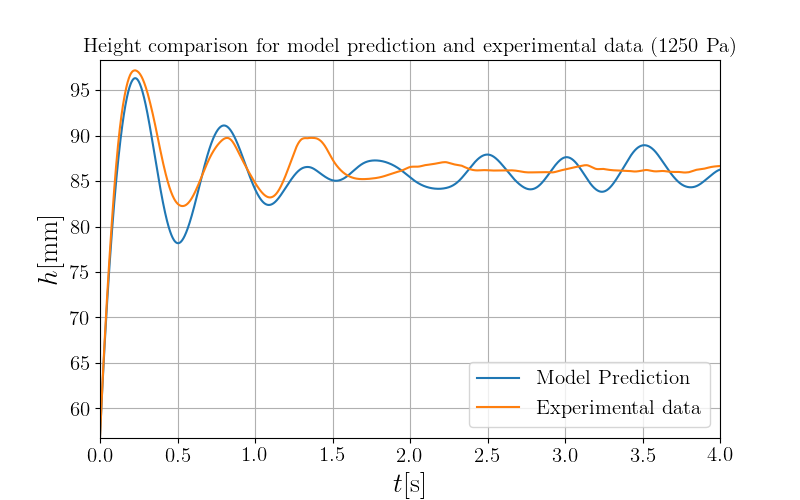 Height comparison for model prediction and experimental data (1250 Pa)
95
90
85
80
75
70
65
60
h[mm]
Model Prediction
Experimental data
0.0 0.5 1.0 1.5 2.0 2.5 3.0 3.5 4.0
t[s]